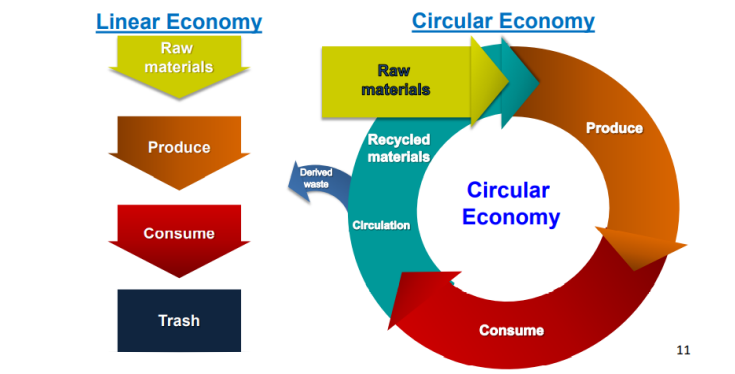 Linear Economy
Raw
materials
Produce
Consume
Trash
Circular Economy
Raw
materials
Produce
Recycled
materials
Derived
waste
Circulation
Circular
Economy
Consume
11